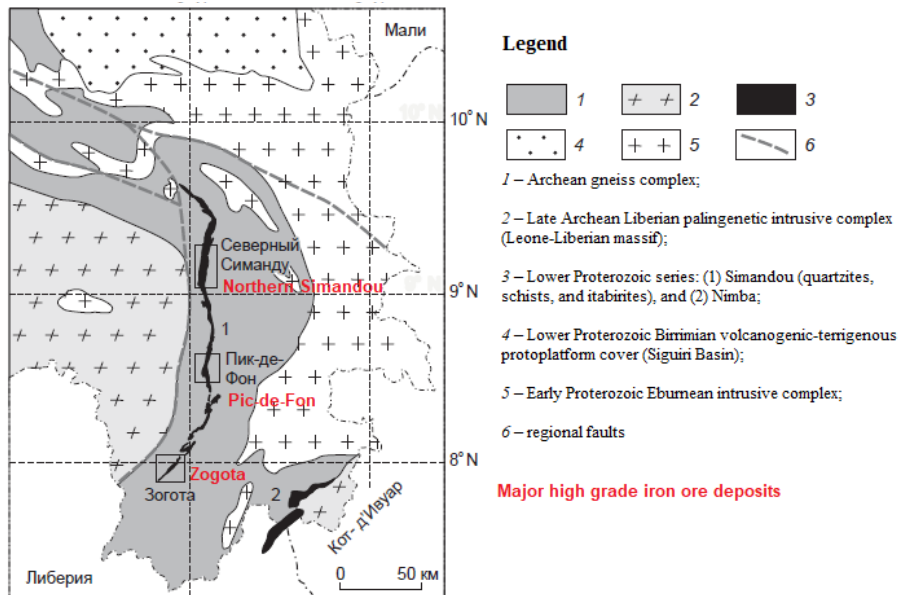 Мали
10° N
Северный
Симанду
Northern Simandou
9° N
1
Пик-де-
Фон
Pic-de-Fon
8° N
Zogota
Зогота
2
Кот- д'Ивуар
Либерия
0 50 км
Legend
1 2 3
4 5 6
1 – Archean gneiss complex;
2 – Late Archean Liberian palingenetic intrusive complex
(Leone-Liberian massif);
3 – Lower Proterozoic series: (1) Simandou (quartzites,
schists, and itabirites), and (2) Nimba;
4 – Lower Proterozoic Birrimian volcanogenic-terrigenous
protoplatform cover (Siguiri Basin);
5 – Early Proterozoic Eburnean intrusive complex;
6 – regional faults
Major high grade iron ore deposits